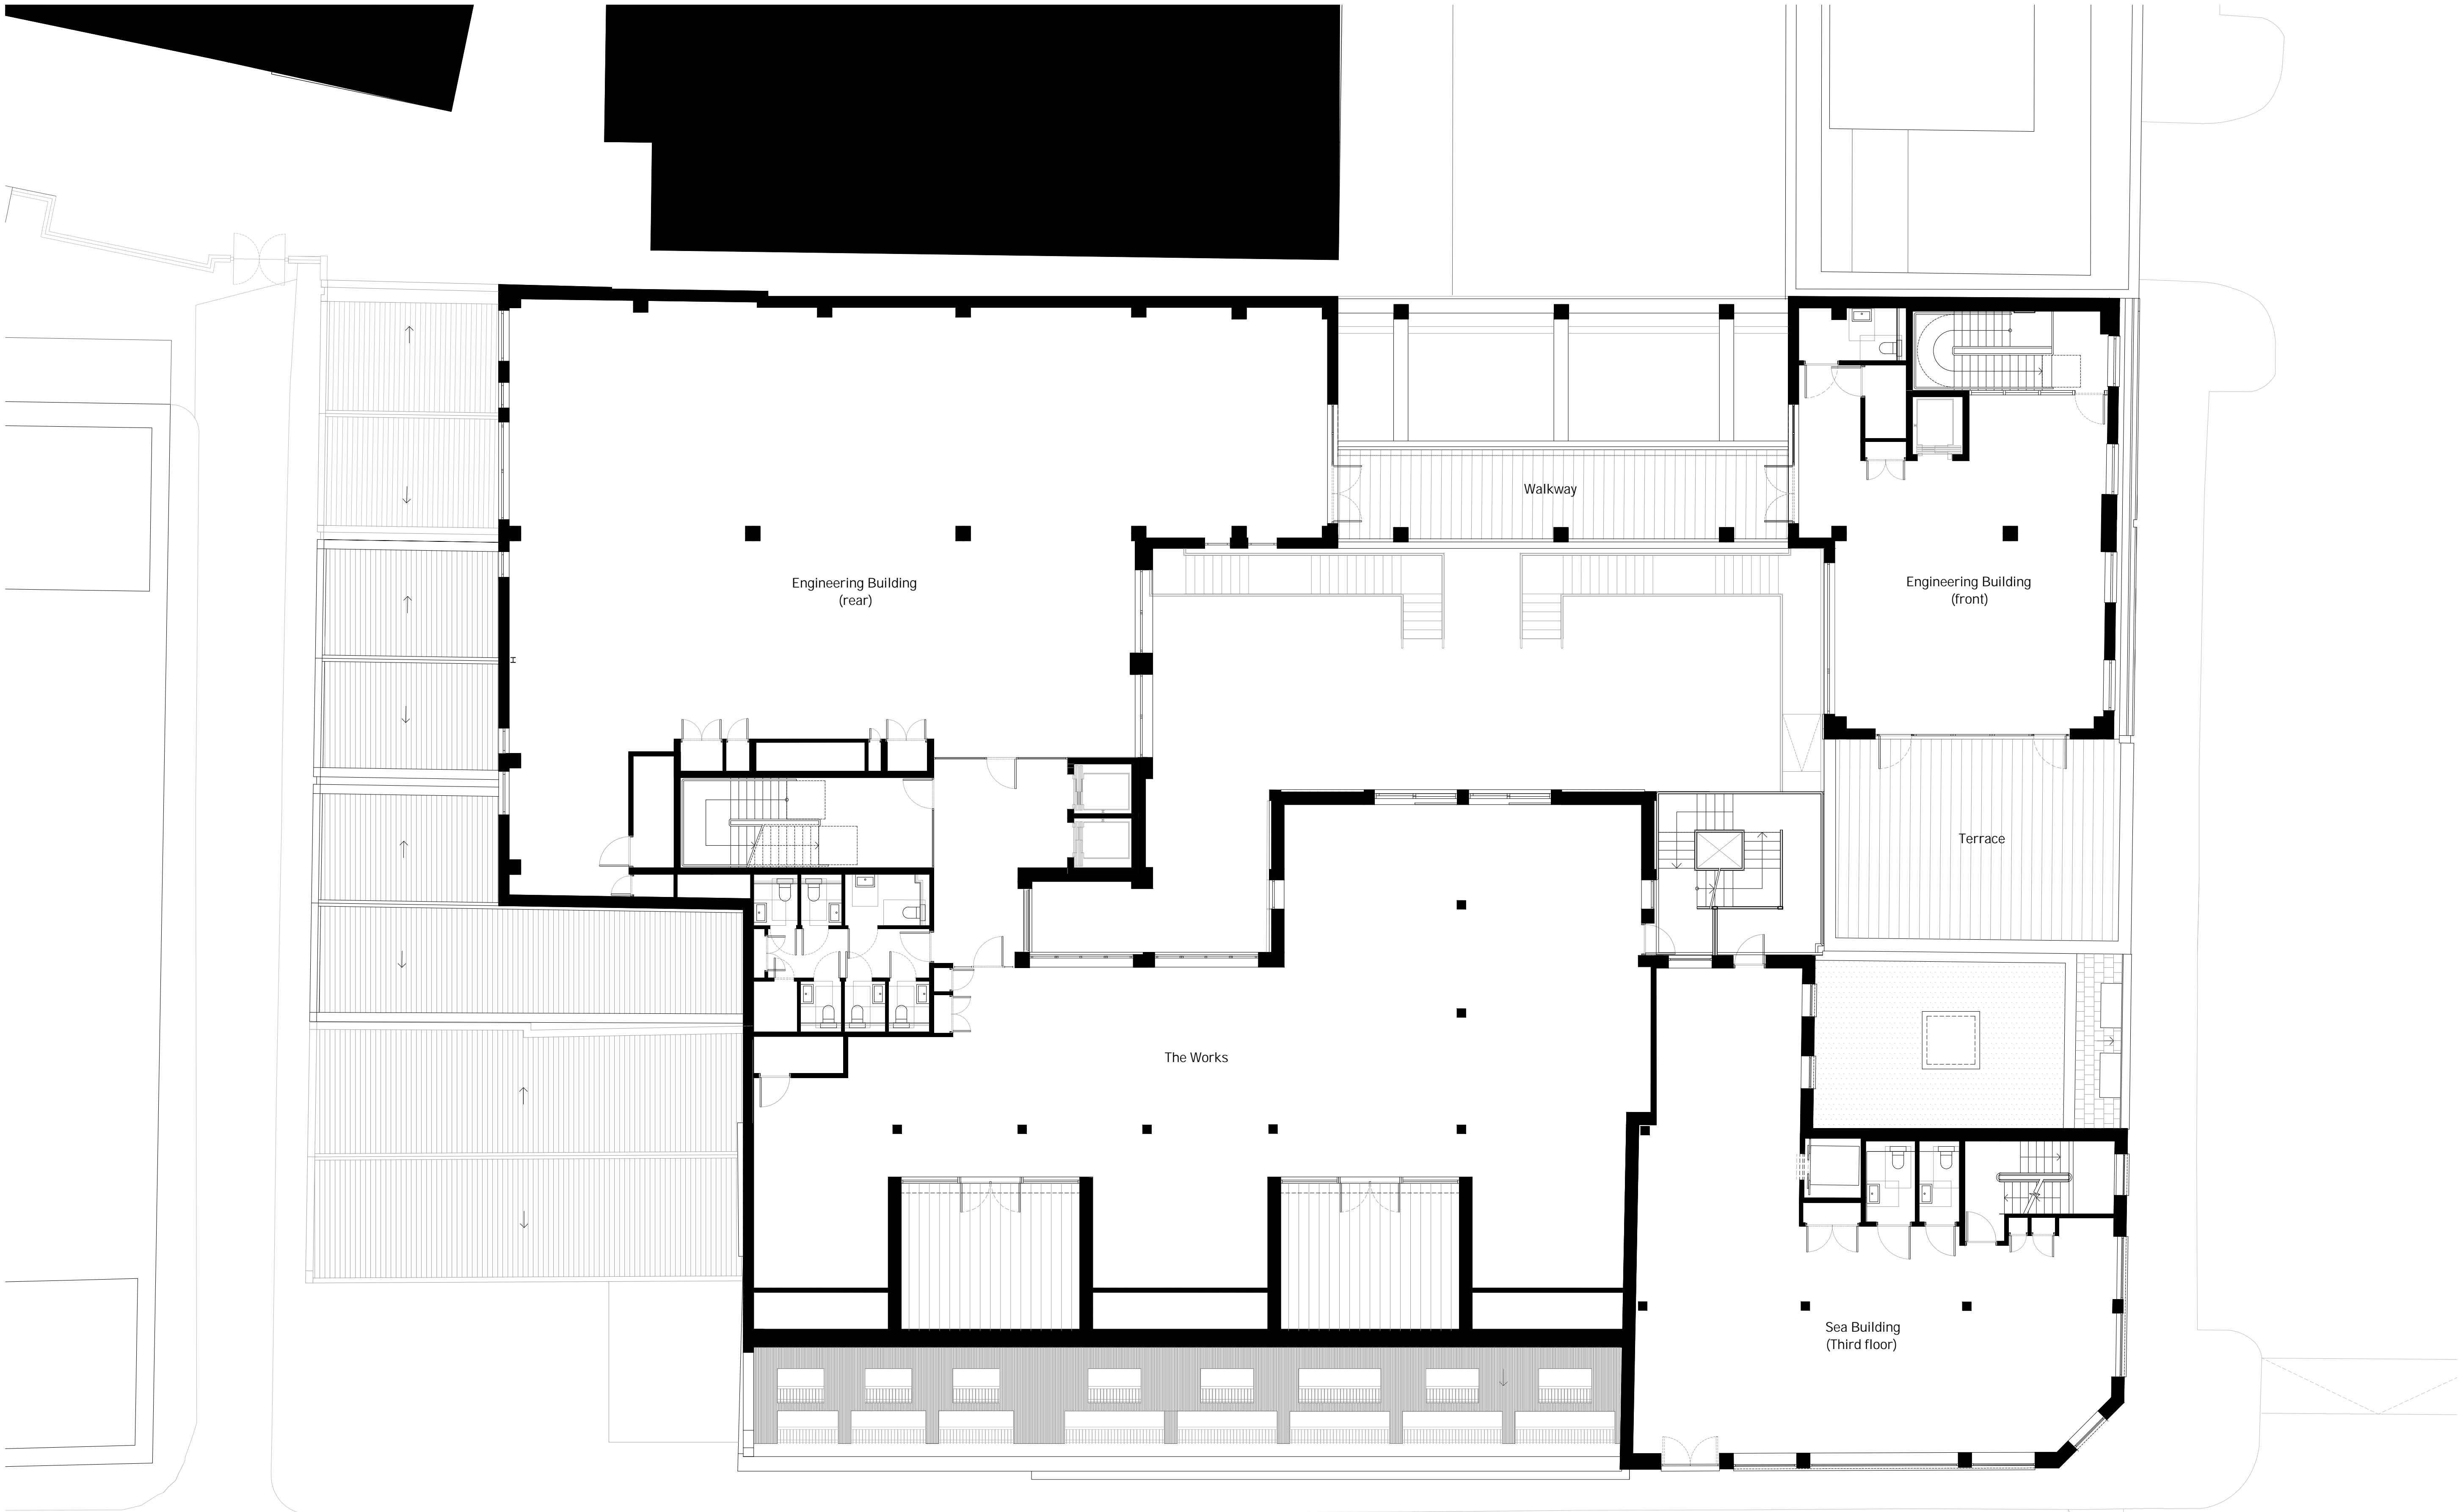 Walkway
Engineering Building
(rear)
Engineering Building
(front)
Terrace
The Works
Sea Building
(Third floor)